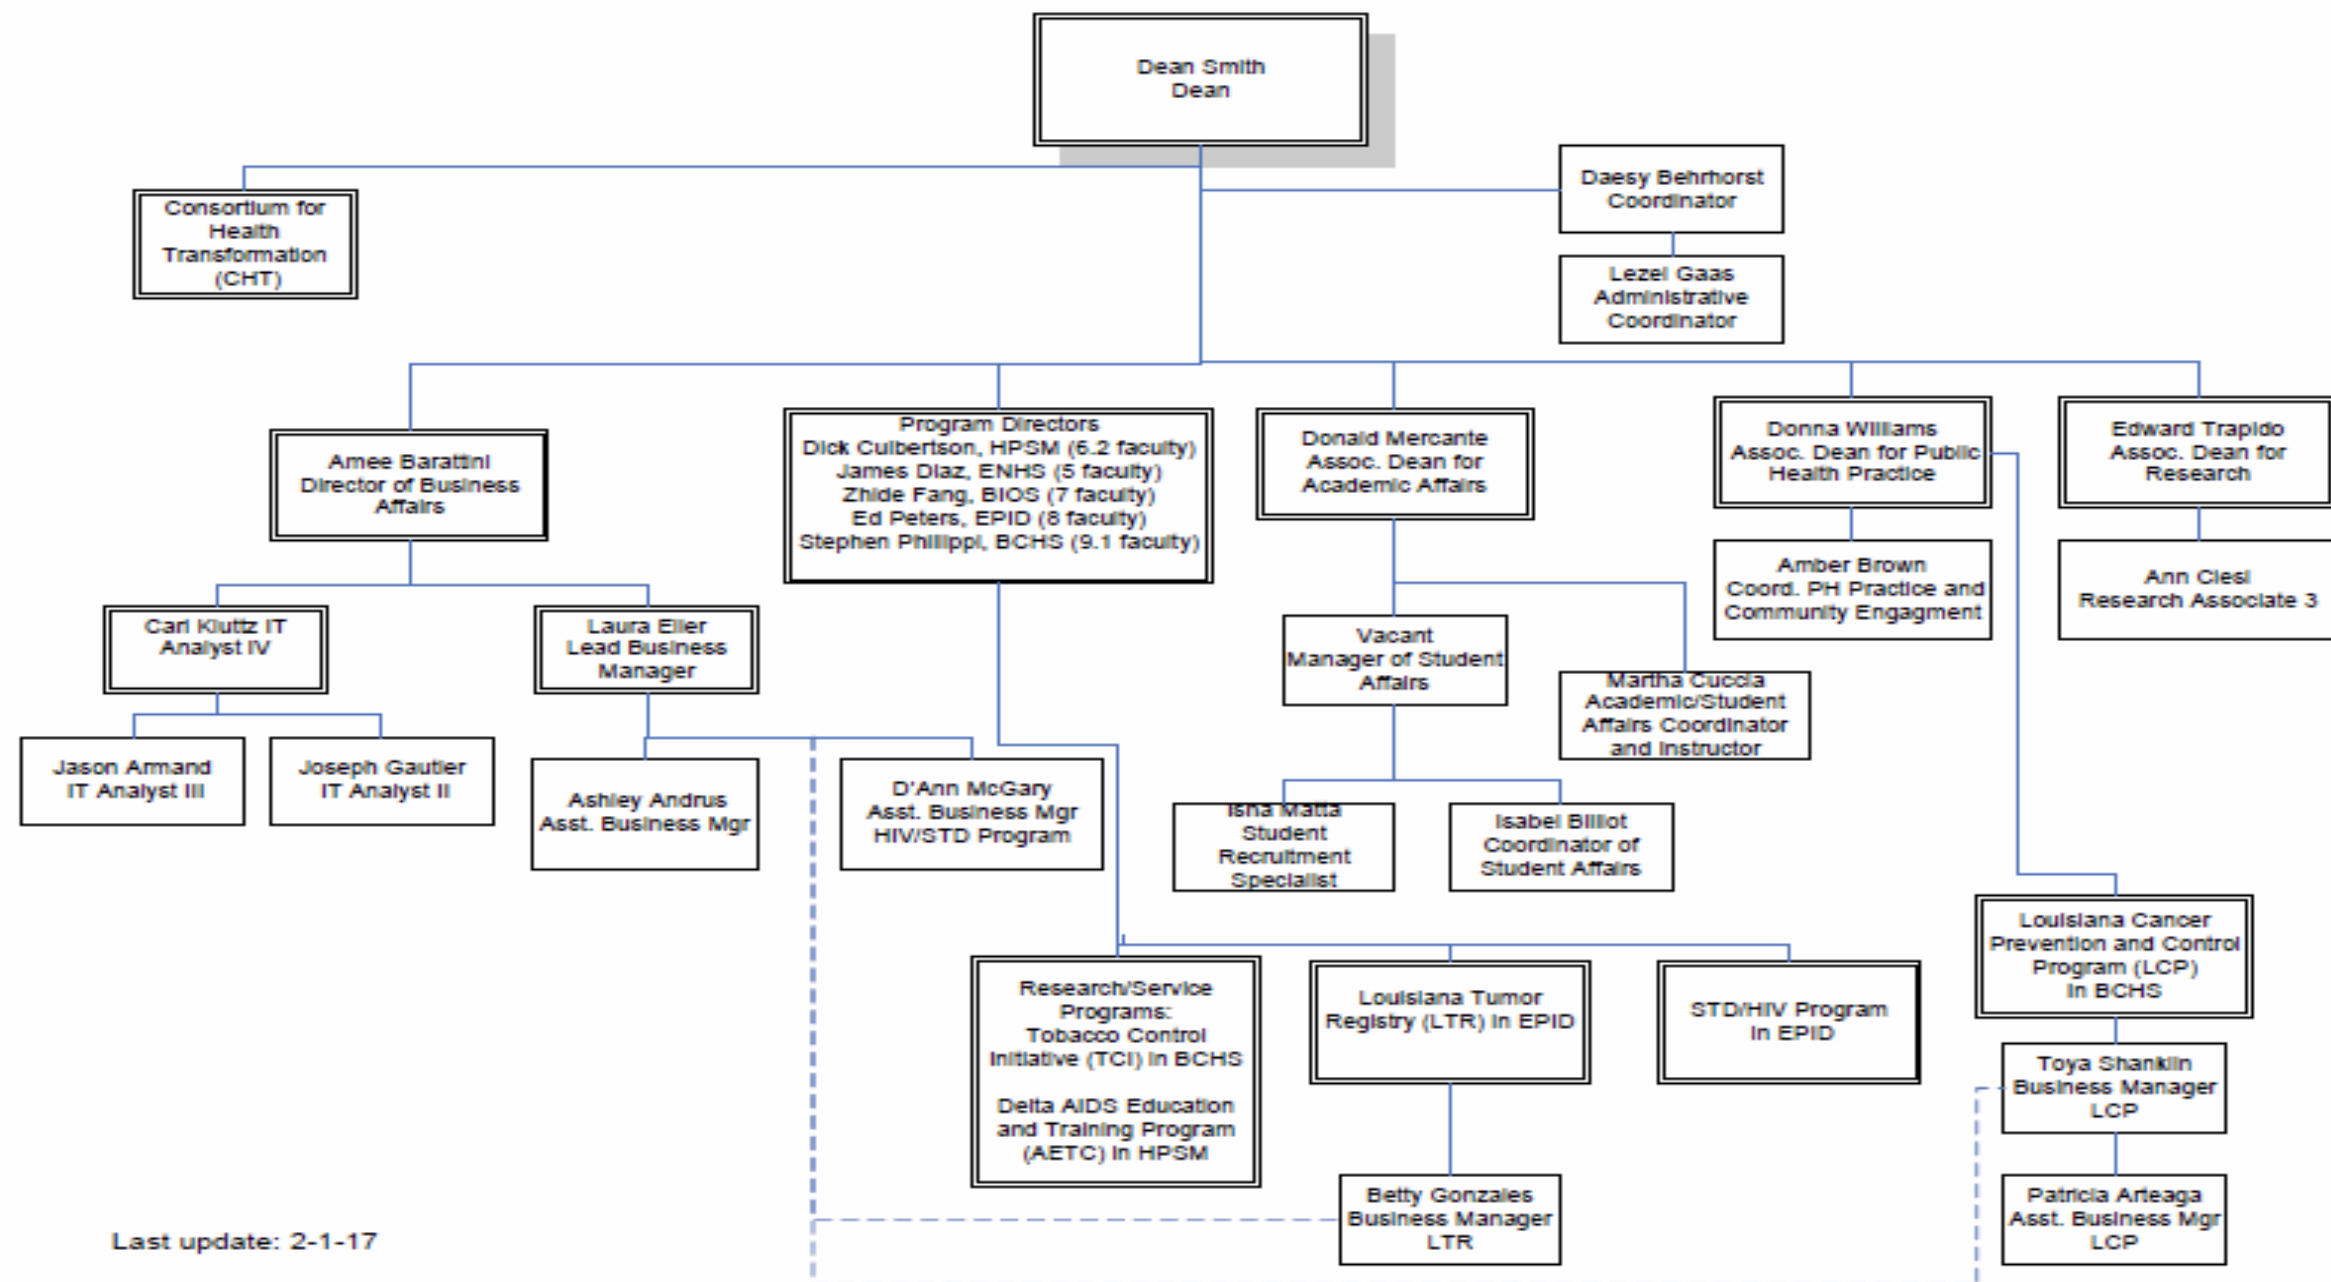 Dean Smith
Dean
Daesy Behrhorst
Coordinator
Consortium for
Health
Transformation
(CHT)
Lezel Gaas
Administrative
Coordinator
Amee Barattini
Director of Business
Affairs
Program Directors
Dick Culbertson, HPSM (6.2 faculty)
James Diaz, ENHS (5 faculty)
Zhide Fang, BIOS (7 faculty)
Ed Peters, EPID (8 faculty)
Stephen Phillippi, BCHS (9.1 faculty)
Donald Mercante
Assoc. Dean for
Academic Affairs
Donna Williams
Assoc. Dean for Public
Health Practice
Edward Trapido
Assoc. Dean for
Research
Amber Brown
Coord. PH Practice and
Community Engagment
Ann Clesi
Research Associate 3
Carl Kluttz IT
Analyst IV
Laura Eller
Lead Business
Manager
Vacant
Manager of Student
Affairs
Martha Cuccia
Academic/Student
Affairs Coordinator
and Instructor
Jason Armand
IT Analyst III
Joseph Gautier
IT Analyst II
Ashley Andrus
Asst. Business Mgr
D'Ann McGary
Asst. Business Mgr
HIV/STD Program
Isha Matta
Student
Recruitment
Specialist
Isabel Billiot
Coordinator of
Student Affairs
Louisiana Cancer
Prevention and Control
Program (LCP)
in BCHS
Research/Service
Programs:
Tobacco Control
Initiative (TCI) in BCHS
Delta AIDS Education
and Training Program
(AETC) in HPSM
Louisiana Tumor
Registry (LTR) in EPID
STD/HIV Program
in EPID
Toya Shanklin
Business Manager
LCP
Betty Gonzales
Business Manager
LTR
Patricia Arteaga
Asst. Business Mgr
LCP
Last update: 2-1-17